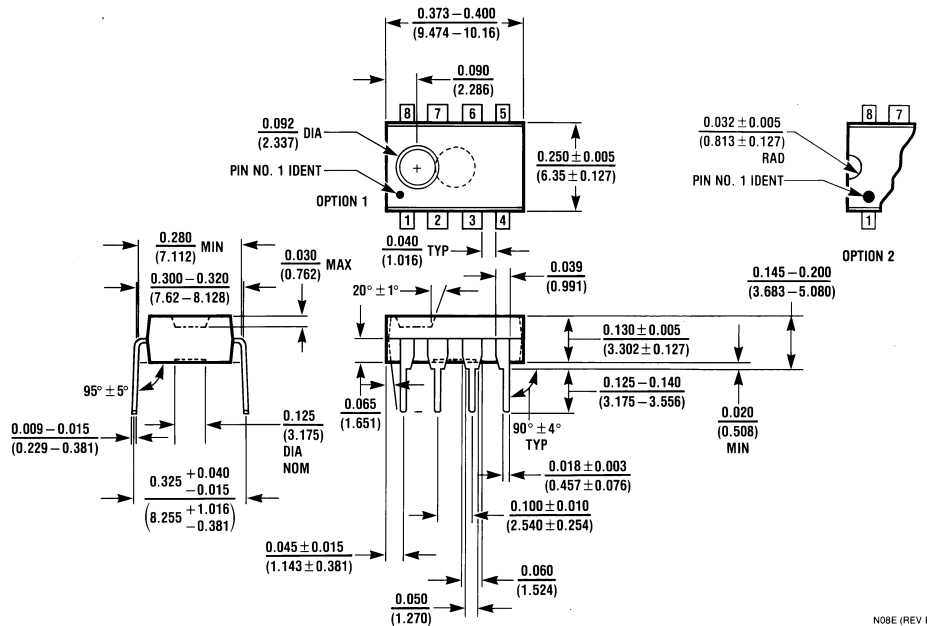 0.373 – 0.400
(9.474 – 10.16)
0.090
(2.286)
8 7 6 5
0.092 DIA
(2.337)
PIN NO. 1 IDENT
OPTION 1
0.250 ± 0.005
(6.35 ± 0.127)
1 2 3 4
8 7
0.032 ± 0.005
(0.813 ± 0.127)
RAD
PIN NO. 1 IDENT
1
OPTION 2
0.280 MIN
(7.112)
0.030 MAX
(0.762)
0.300 – 0.320
(7.62 – 8.128)
0.040 TYP
(1.016)
0.039
(0.991)
20° ± 1°
0.145 – 0.200
(3.683 – 5.080)
0.130 ± 0.005
(3.302 ± 0.127)
95° ± 5°
0.065
(1.651)
0.125 – 0.140
(3.175 – 3.556)
0.020
(0.508)
MIN
90° ± 4°
TYP
0.009 – 0.015
(0.229 – 0.381)
0.125
(3.175)
DIA
NOM
0.018 ± 0.003
(0.457 ± 0.076)
0.325 +0.040
−0.015
(8.255 +1.016
−0.381)
0.100 ± 0.010
(2.540 ± 0.254)
0.045 ± 0.015
(1.143 ± 0.381)
0.060
(1.524)
0.050
(1.270)
N08E (REV